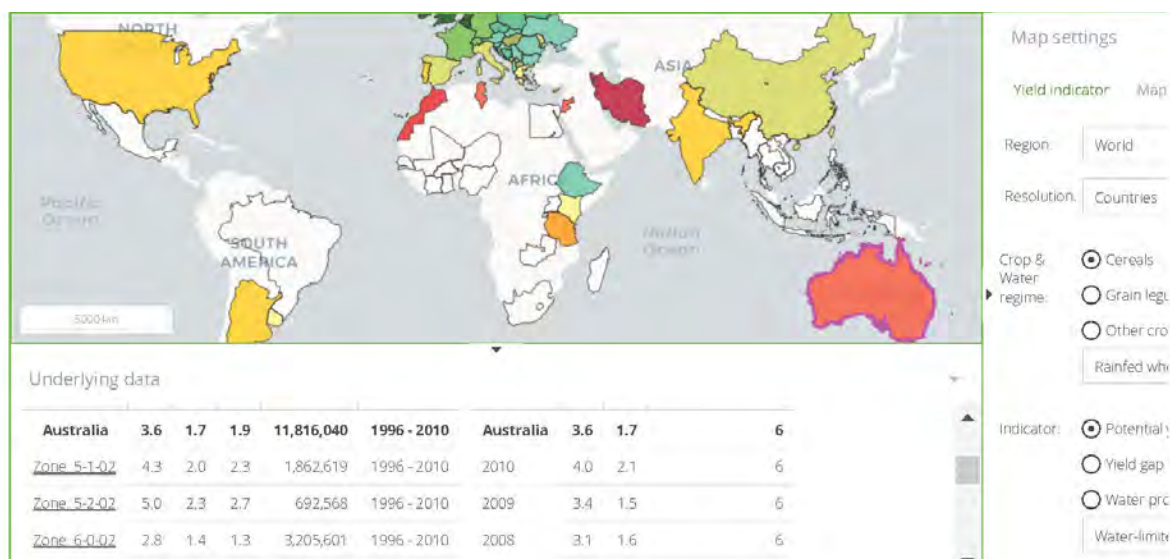 NORTH
ASIA
AFRIC
Pacific
Ocean
Indian
Ocean
SOUTH
AMERICA
5000 km
Underlying data
Australia 3.6 1.7 1.9 11,816,040 1996 - 2010 Australia 3.6 1.7 6
Zone: 5-1-02 4.3 2.0 2.3 1,862,619 1996 - 2010 2010 4.0 2.1 6
Zone: 5-2-02 5.0 2.3 2.7 692,568 1996 - 2010 2009 3.4 1.5 6
Zone: 6-0-02 2.8 1.4 1.3 3,205,601 1996 - 2010 2008 3.1 1.6 6
Map settings
Yield indicator Map
Region: World
Resolution: Countries
Crop &
Water
regime:
Cereals
Grain legu
Other cro
Rainfed whe
Indicator: Potential y
Yield gap
Water pro
Water-limite